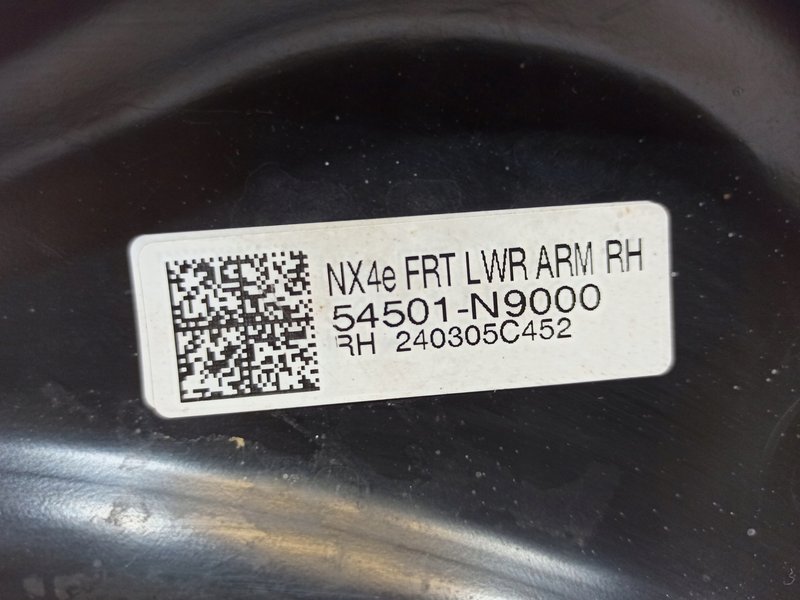 NX4e FRT LWR ARM RH
54501-N9000
RH 240305C452